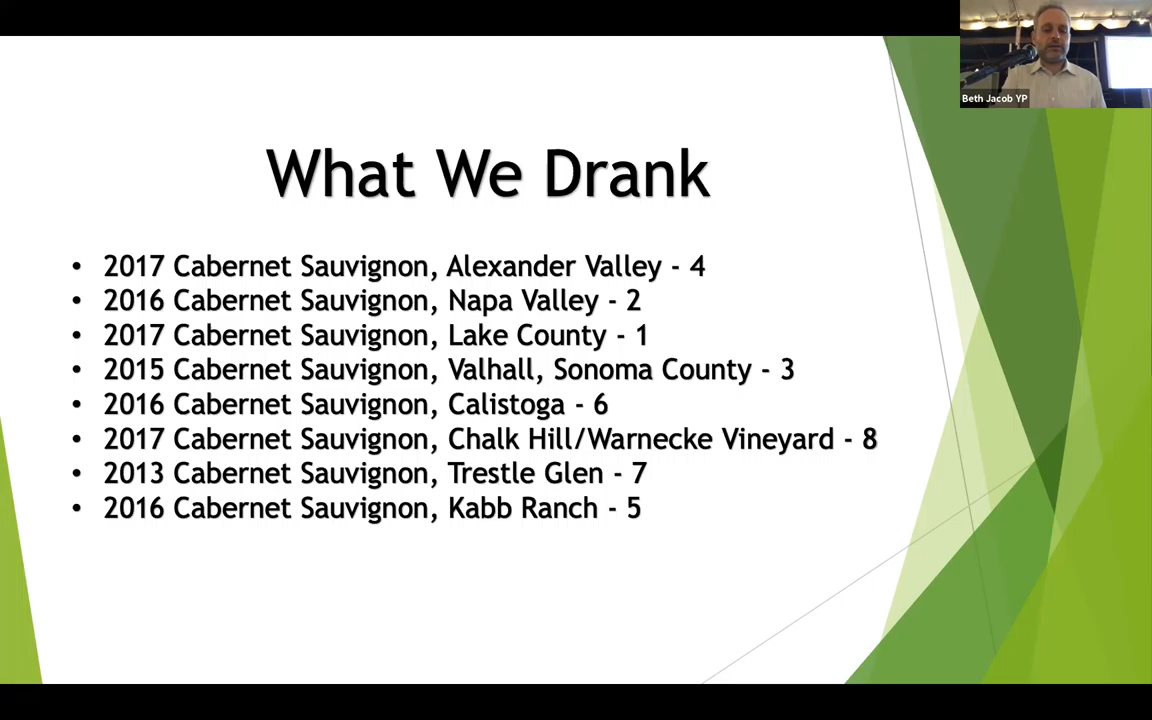 Beth Jacob YP
What We Drank
• 2017 Cabernet Sauvignon, Alexander Valley - 4
• 2016 Cabernet Sauvignon, Napa Valley - 2
• 2017 Cabernet Sauvignon, Lake County - 1
• 2015 Cabernet Sauvignon, Valhall, Sonoma County - 3
• 2016 Cabernet Sauvignon, Calistoga - 6
• 2017 Cabernet Sauvignon, Chalk Hill/Warnecke Vineyard - 8
• 2013 Cabernet Sauvignon, Trestle Glen - 7
• 2016 Cabernet Sauvignon, Kabb Ranch - 5